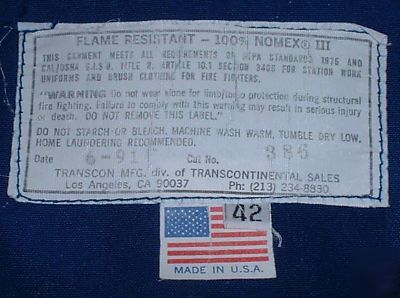 FLAME RESISTANT - 100% NOMEX® III
THIS GARMENT MEETS ALL REQUIREMENTS OF NFPA STANDARDS 1975 AND
CAL/OSHA G.I.S.O. TITLE 8, ARTICLE 10.1 SECTION 3406 FOR STATION WORK
UNIFORMS AND BRUSH CLOTHING FOR FIRE FIGHTERS.
"WARNING Do not wear alone for limb/torso protection during structural
fire fighting. Failure to comply with this warning may result in serious injury
or death. DO NOT REMOVE THIS LABEL."
DO NOT STARCH OR BLEACH. MACHINE WASH WARM, TUMBLE DRY LOW.
HOME LAUNDERING RECOMMENDED.
Date 6-91 Cut No. 386
TRANSCON MFG. div. of TRANSCONTINENTAL SALES
Los Angeles, CA 90037 Ph: (213) 234-8830
42
MADE IN U.S.A.